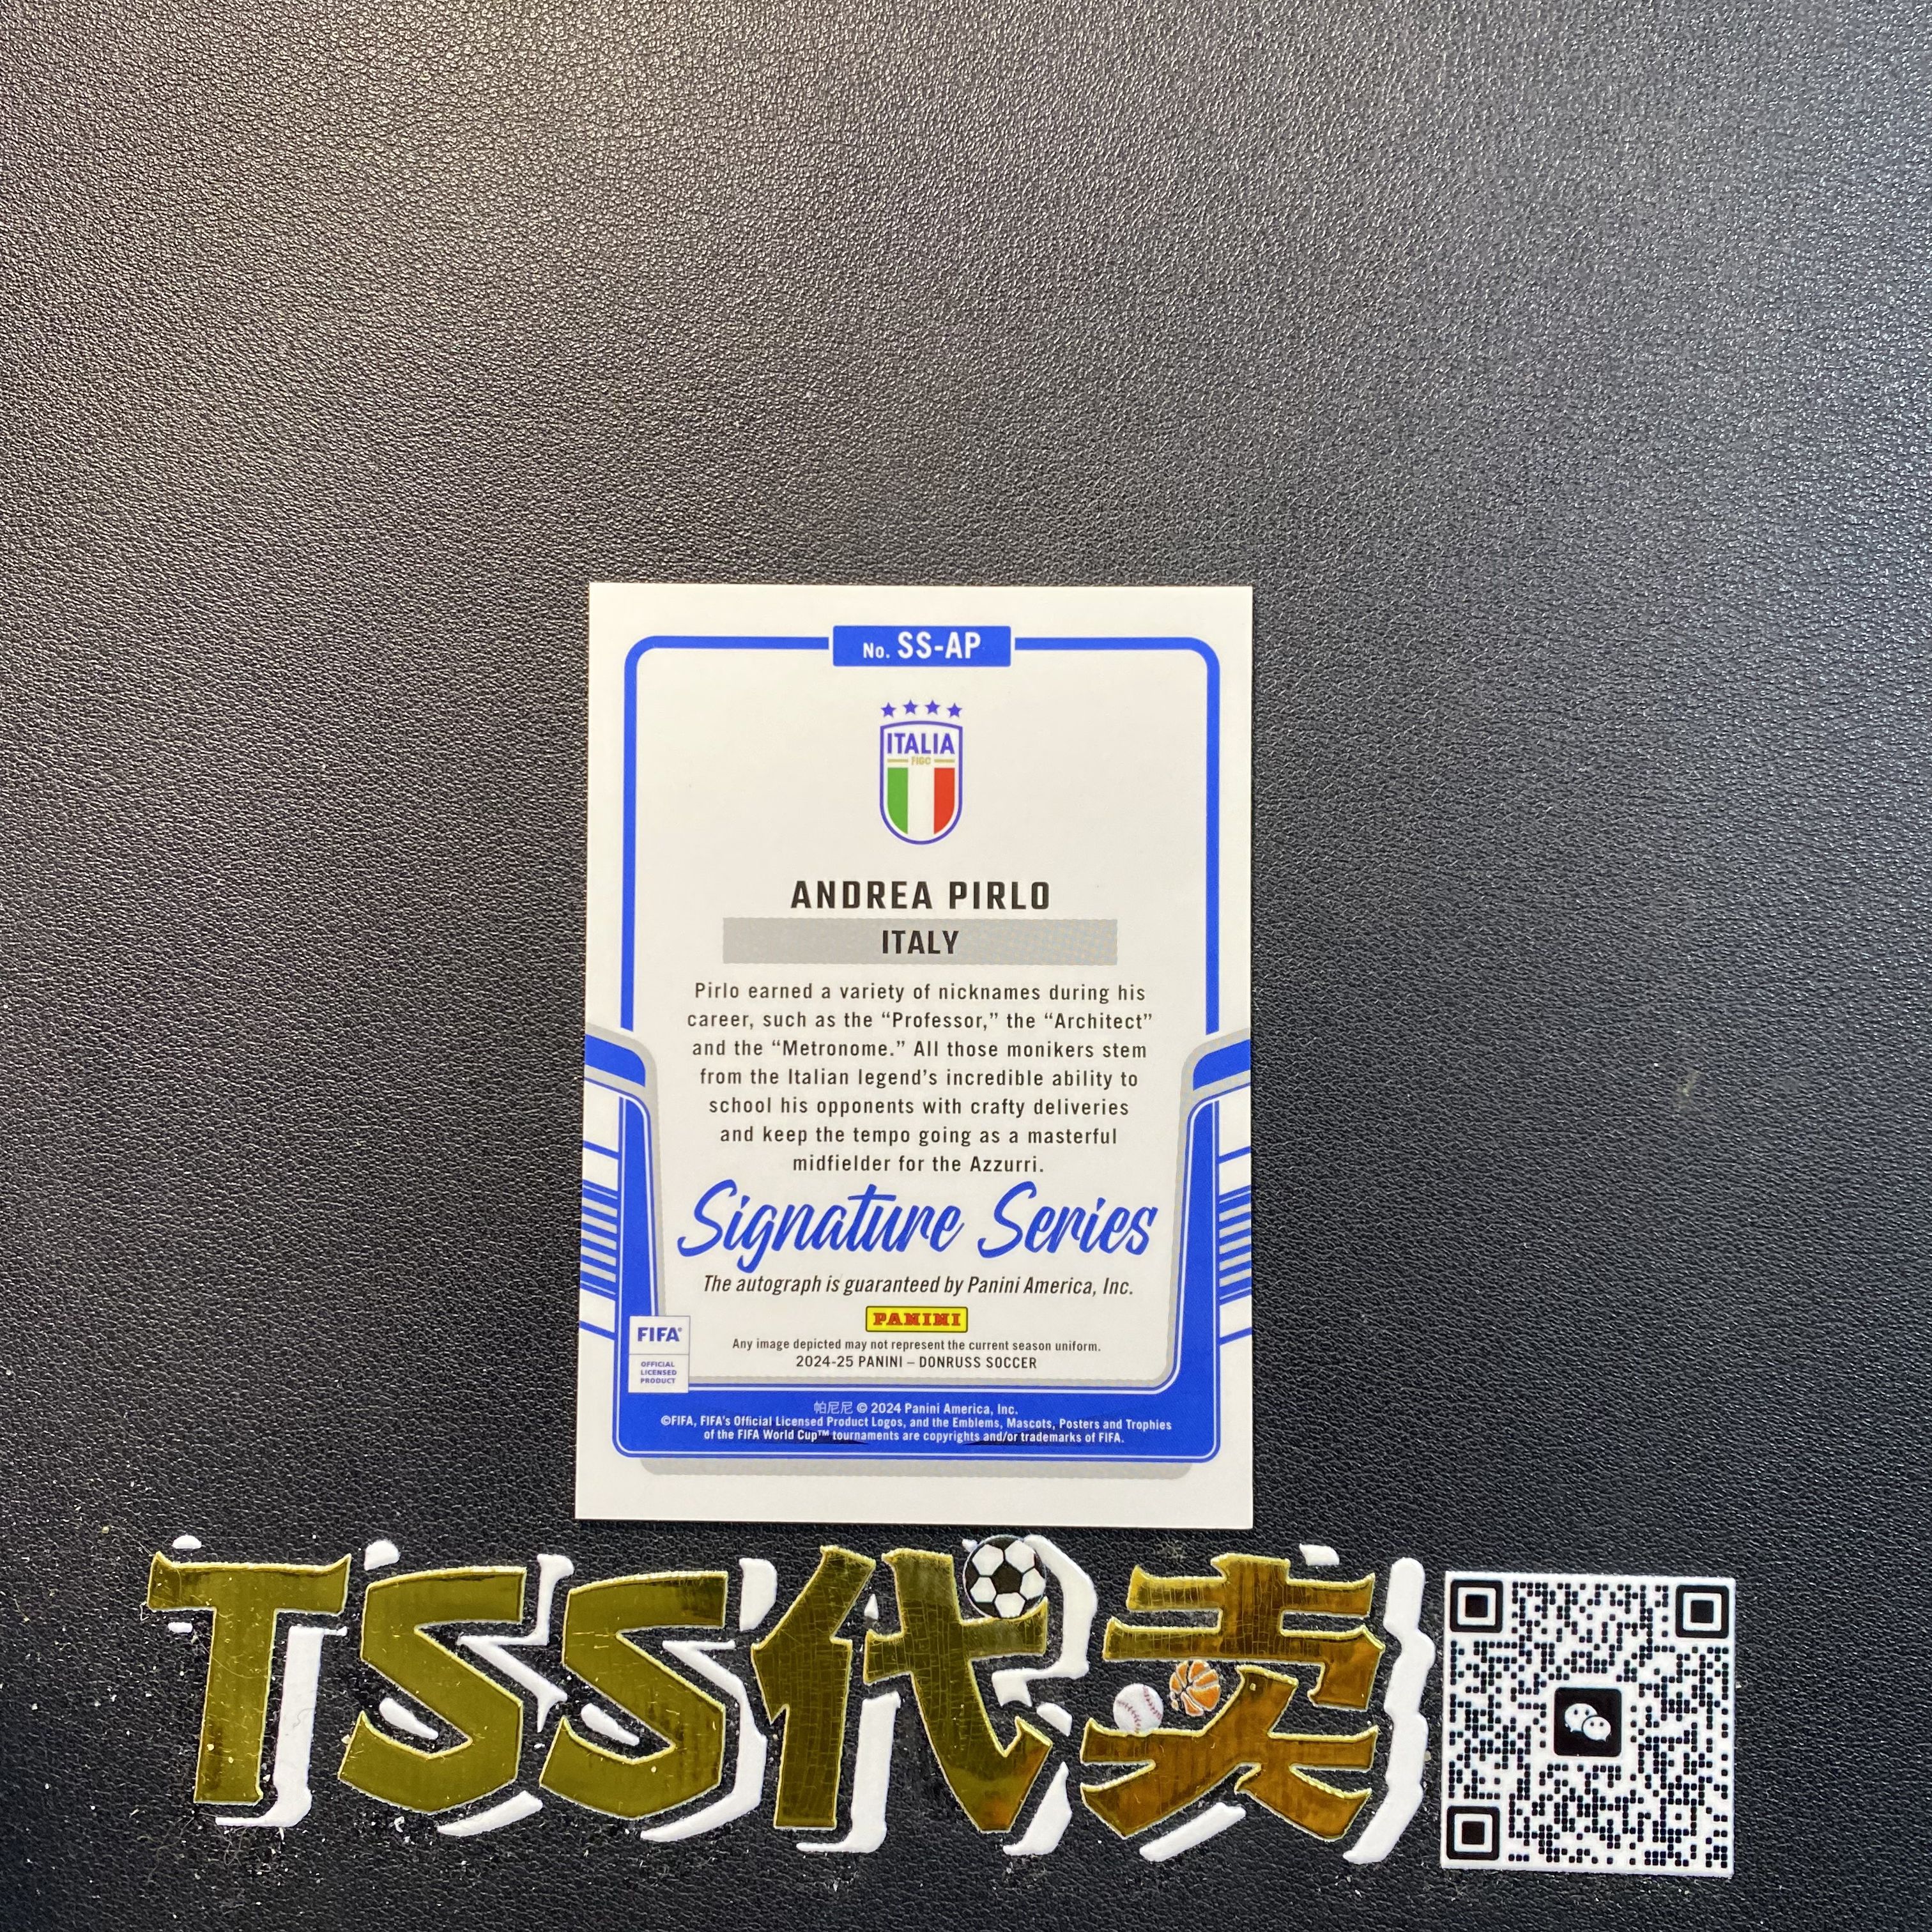 No. SS-AP
ITALIA
FIGC
ANDREA PIRLO
ITALY
Pirlo earned a variety of nicknames during his
career, such as the “Professor,” the “Architect”
and the “Metronome.” All those monikers stem
from the Italian legend’s incredible ability to
school his opponents with crafty deliveries
and keep the tempo going as a masterful
midfielder for the Azzurri.
Signature Series
The autograph is guaranteed by Panini America, Inc.
PANINI
Any image depicted may not represent the current season uniform.
2024-25 PANINI – DONRUSS SOCCER
FIFA®
OFFICIAL
LICENSED
PRODUCT
帕尼尼 © 2024 Panini America, Inc.
©FIFA, FIFA's Official Licensed Product Logos, and the Emblems, Mascots, Posters and Trophies
of the FIFA World Cup™ tournaments are copyrights and/or trademarks of FIFA.
TSS代卖